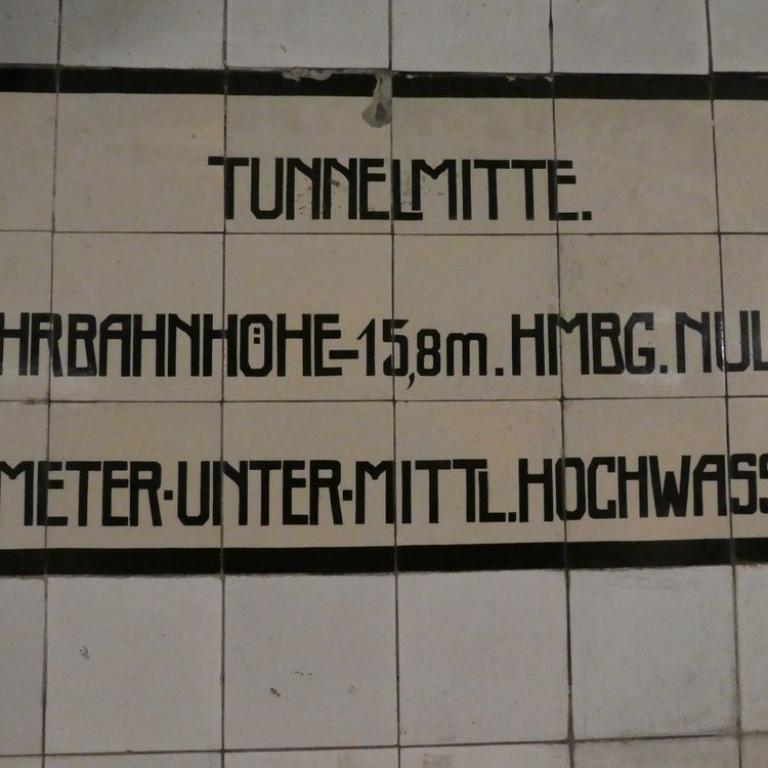 TUNNELMITTE.
HRBAHNHÖHE-15,8m. HMBG. NUL
METER·UNTER·MITTL.HOCHWASS